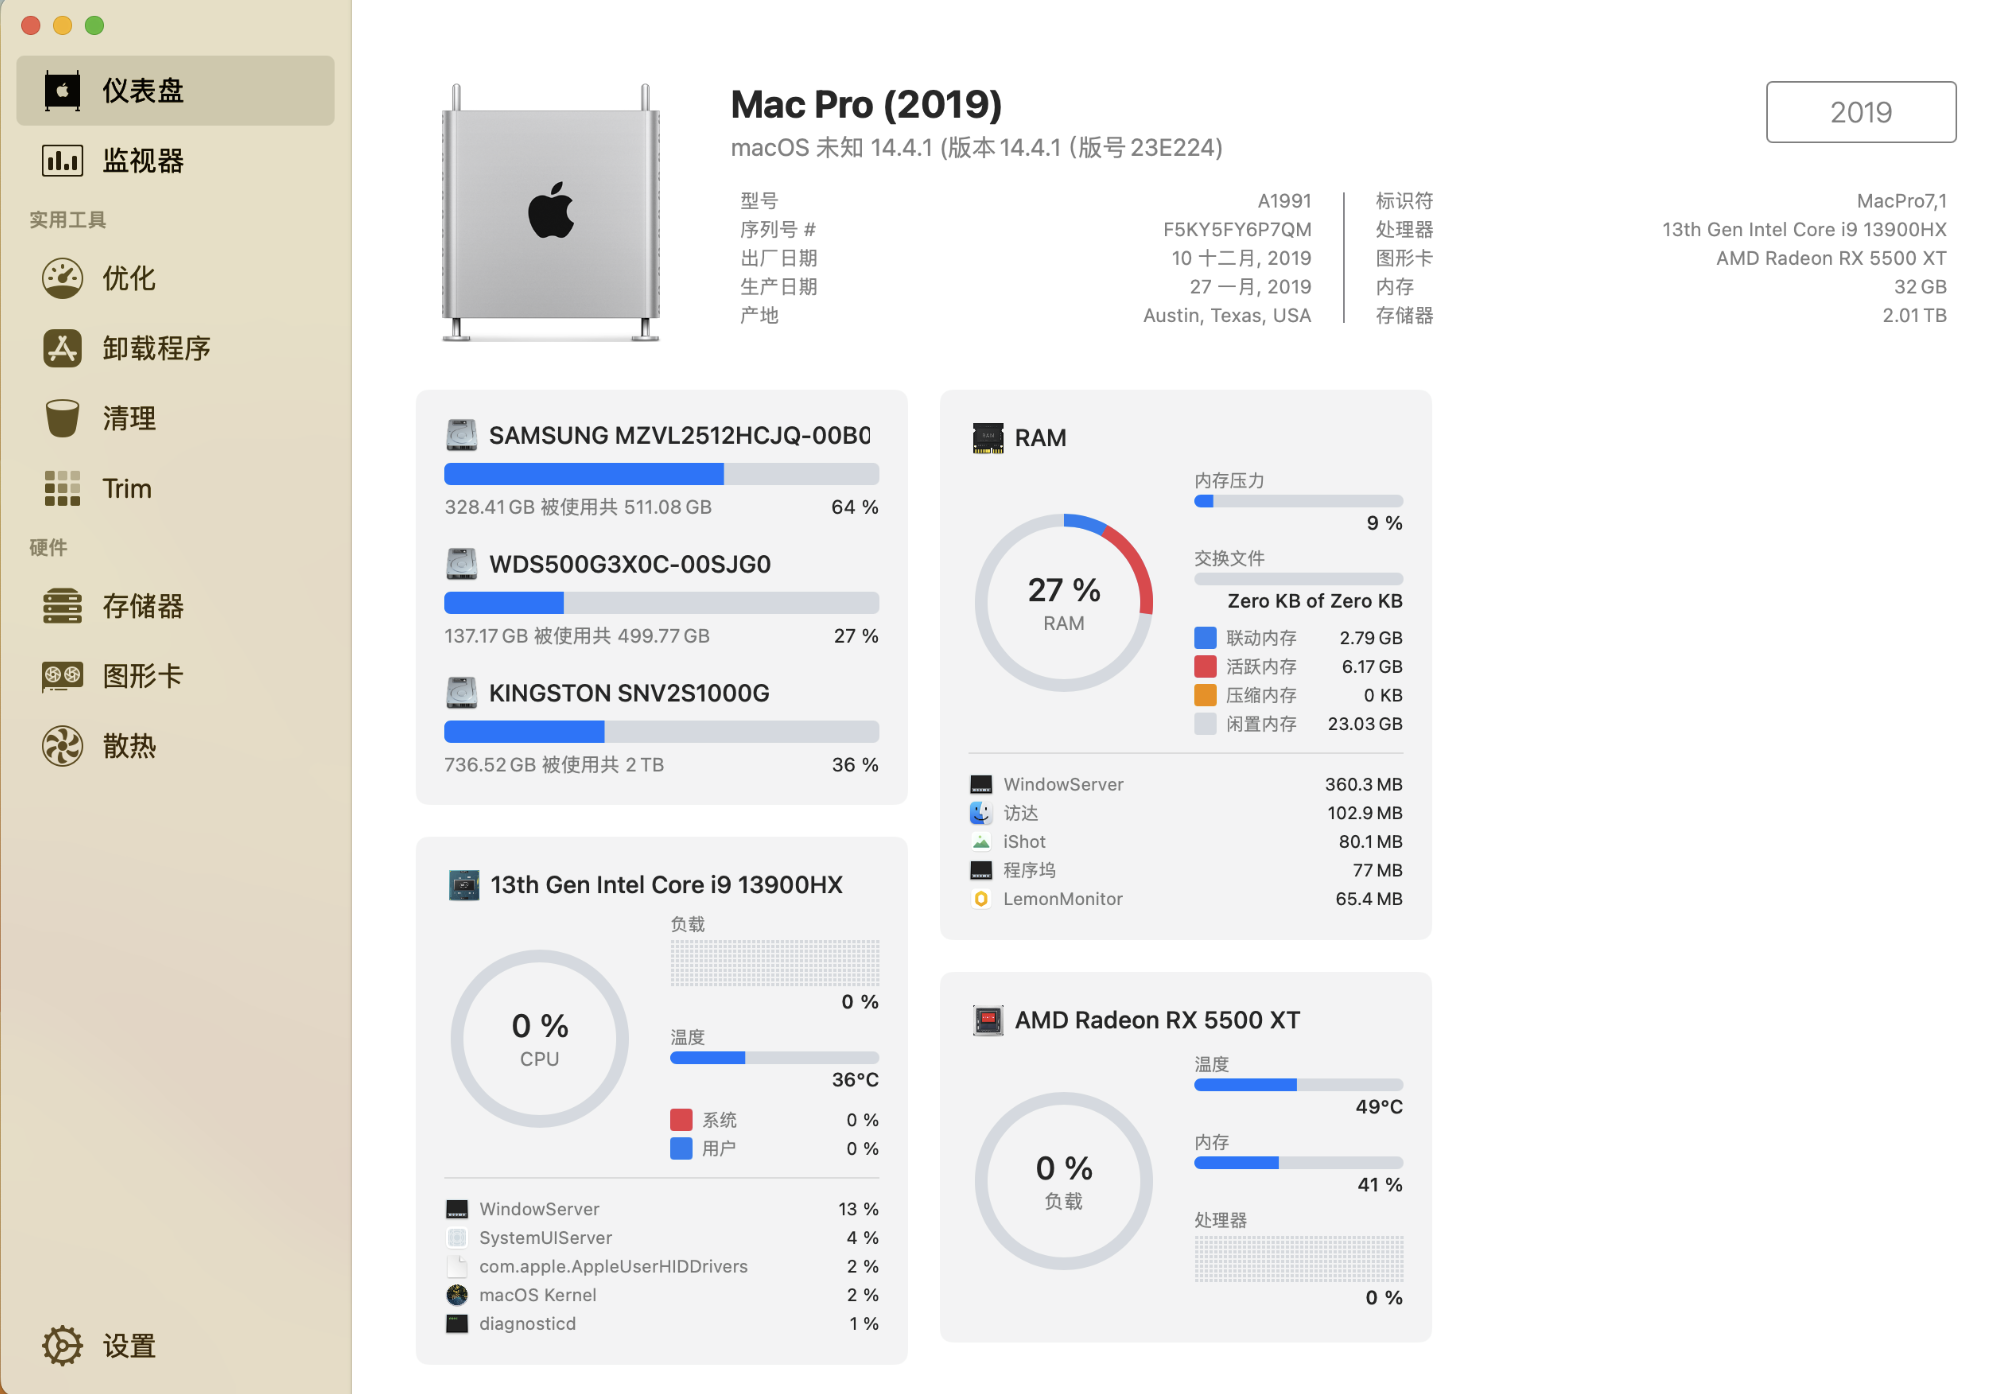 仪表盘
监视器
实用工具
优化
卸载程序
清理
Trim
硬件
存储器
图形卡
散热
设置
Mac Pro (2019)
macOS 未知 14.4.1 (版本 14.4.1 (版号 23E224)
2019
型号 A1991
序列号 # F5KY5FY6P7QM
出厂日期 10 十二月, 2019
生产日期 27 一月, 2019
产地 Austin, Texas, USA
标识符 MacPro7,1
处理器 13th Gen Intel Core i9 13900HX
图形卡 AMD Radeon RX 5500 XT
内存 32 GB
存储器 2.01 TB
SAMSUNG MZVL2512HCJQ-00B0
328.41 GB 被使用共 511.08 GB 64 %
WDS500G3X0C-00SJG0
137.17 GB 被使用共 499.77 GB 27 %
KINGSTON SNV2S1000G
736.52 GB 被使用共 2 TB 36 %
13th Gen Intel Core i9 13900HX
0 %
CPU
负载
0 %
温度
36°C
系统 0 %
用户 0 %
WindowServer 13 %
SystemUIServer 4 %
com.apple.AppleUserHIDDrivers 2 %
macOS Kernel 2 %
diagnosticd 1 %
RAM
27 %
RAM
内存压力
9 %
交换文件
Zero KB of Zero KB
联动内存 2.79 GB
活跃内存 6.17 GB
压缩内存 0 KB
闲置内存 23.03 GB
WindowServer 360.3 MB
访达 102.9 MB
iShot 80.1 MB
程序坞 77 MB
LemonMonitor 65.4 MB
AMD Radeon RX 5500 XT
0 %
负载
温度
49°C
内存
41 %
处理器
0 %